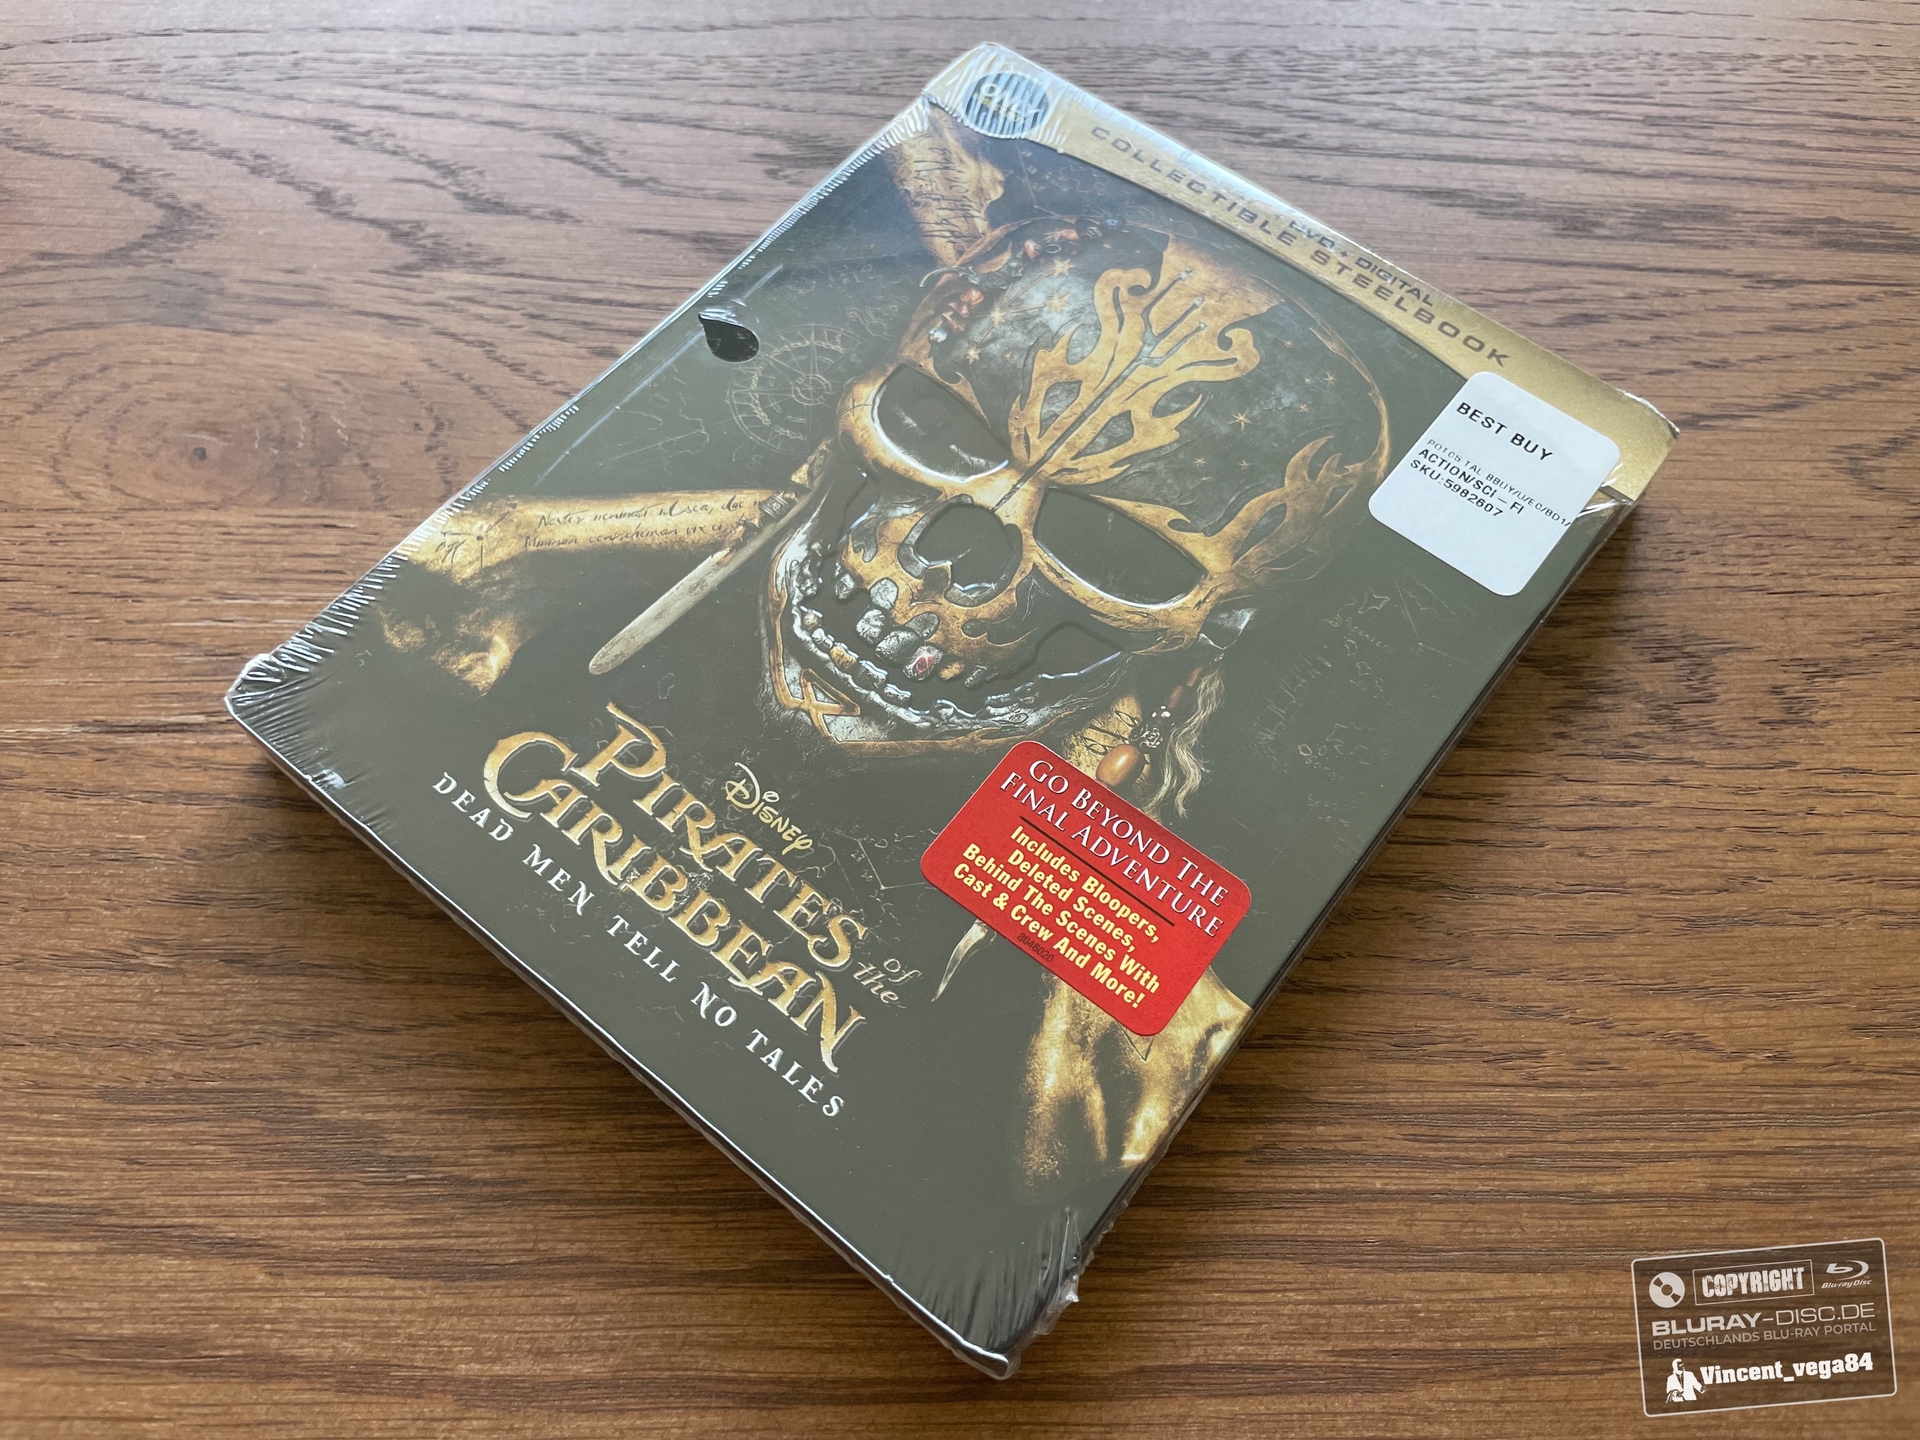 ONLY
DVD + DIGITAL
COLLECTIBLE STEELBOOK
BEST BUY
ACTION/SCI - FI
SKU:5982607
DISNEY
PIRATES
of the
CARIBBEAN
DEAD MEN TELL NO TALES
GO BEYOND THE
FINAL ADVENTURE
Includes Bloopers,
Deleted Scenes,
Behind The Scenes With
Cast & Crew And More!
8046020
COPYRIGHT
Blu-ray Disc
BLURAY-DISC.DE
DEUTSCHLANDS BLU-RAY PORTAL
Vincent_vega84